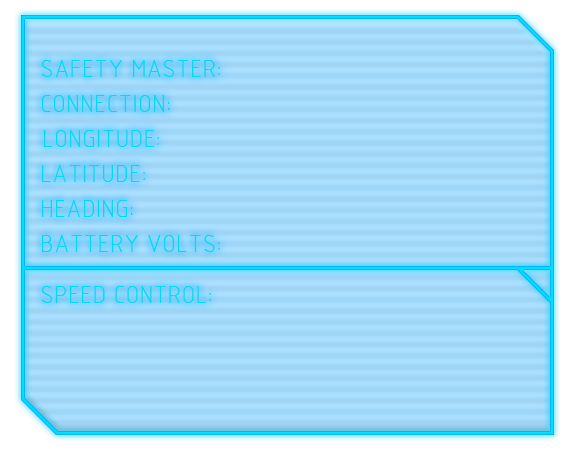 SAFETY MASTER:
CONNECTION:
LONGITUDE:
LATITUDE:
HEADING:
BATTERY VOLTS:
SPEED CONTROL: